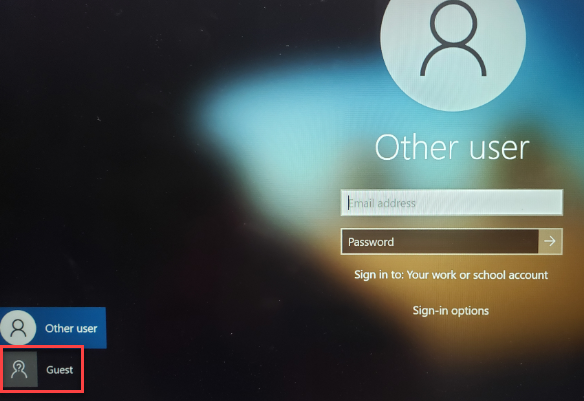 Other user
Email address
Password
Sign in to: Your work or school account
Sign-in options
Other user
Guest